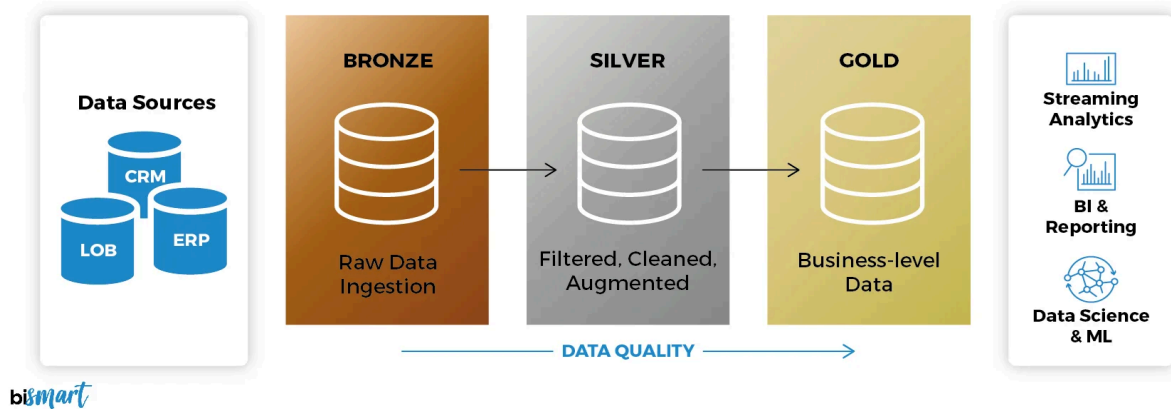 Data Sources
CRM
LOB
ERP
BRONZE
Raw Data
Ingestion
SILVER
Filtered, Cleaned,
Augmented
GOLD
Business-level
Data
DATA QUALITY
Streaming
Analytics
BI &
Reporting
Data Science
& ML
bismart